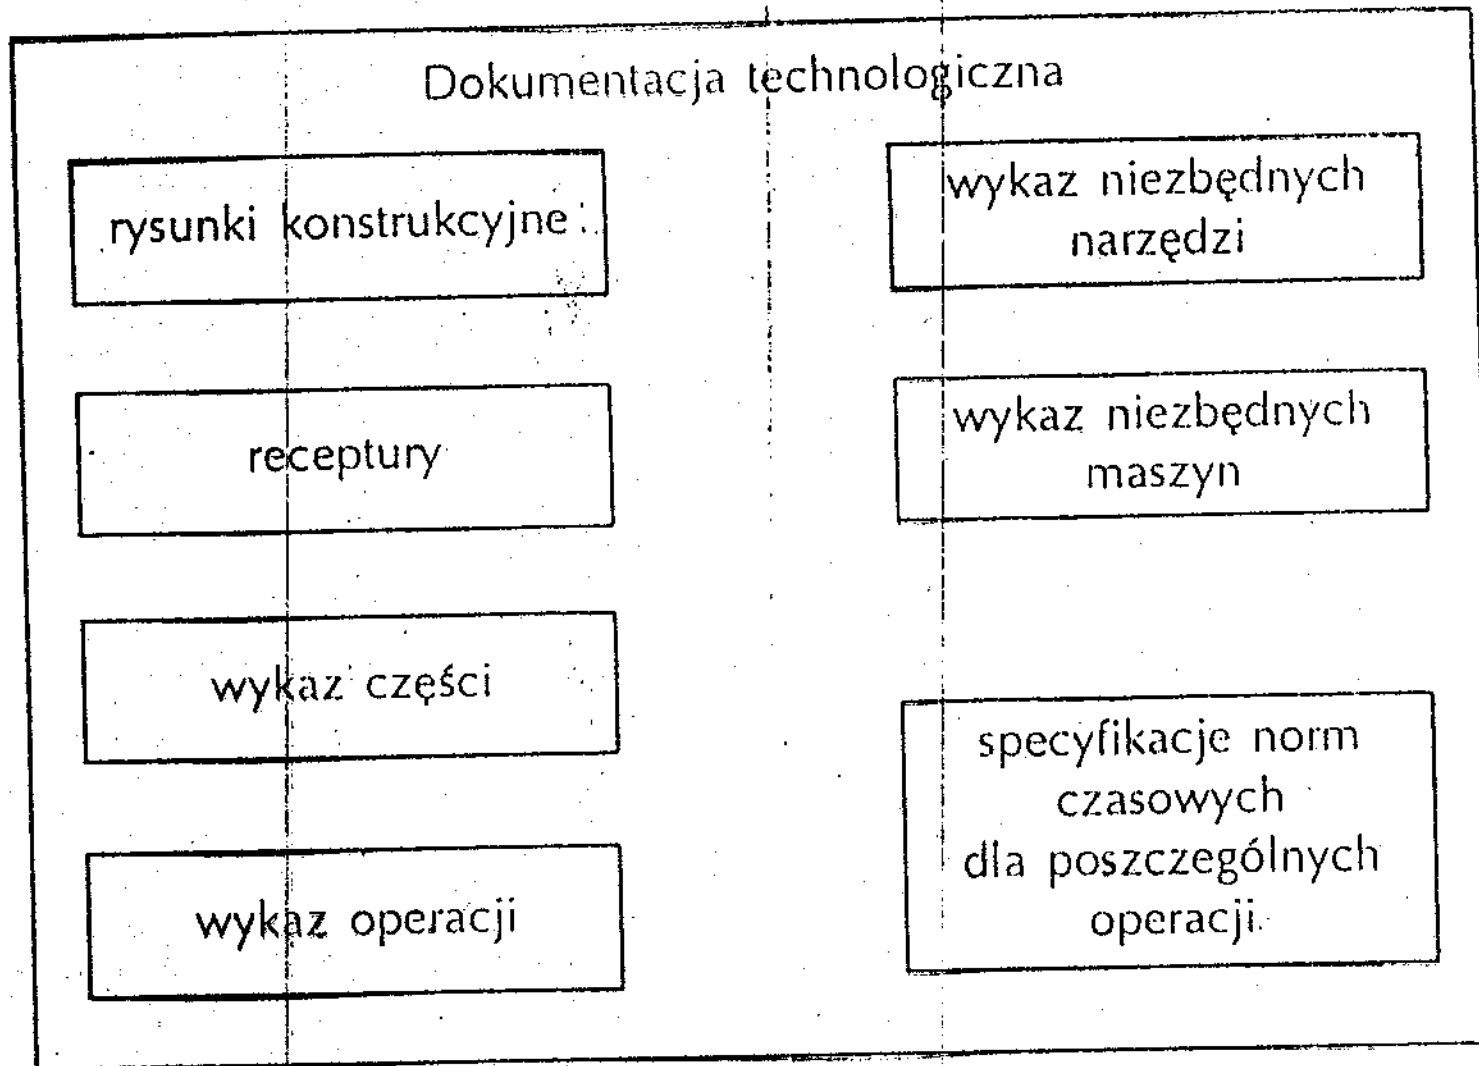 Dokumentacja technologiczna
rysunki konstrukcyjne
receptury
wykaz części
wykaz operacji
wykaz niezbędnych
narzędzi
wykaz niezbędnych
maszyn
specyfikacje norm
czasowych
dla poszczególnych
operacji